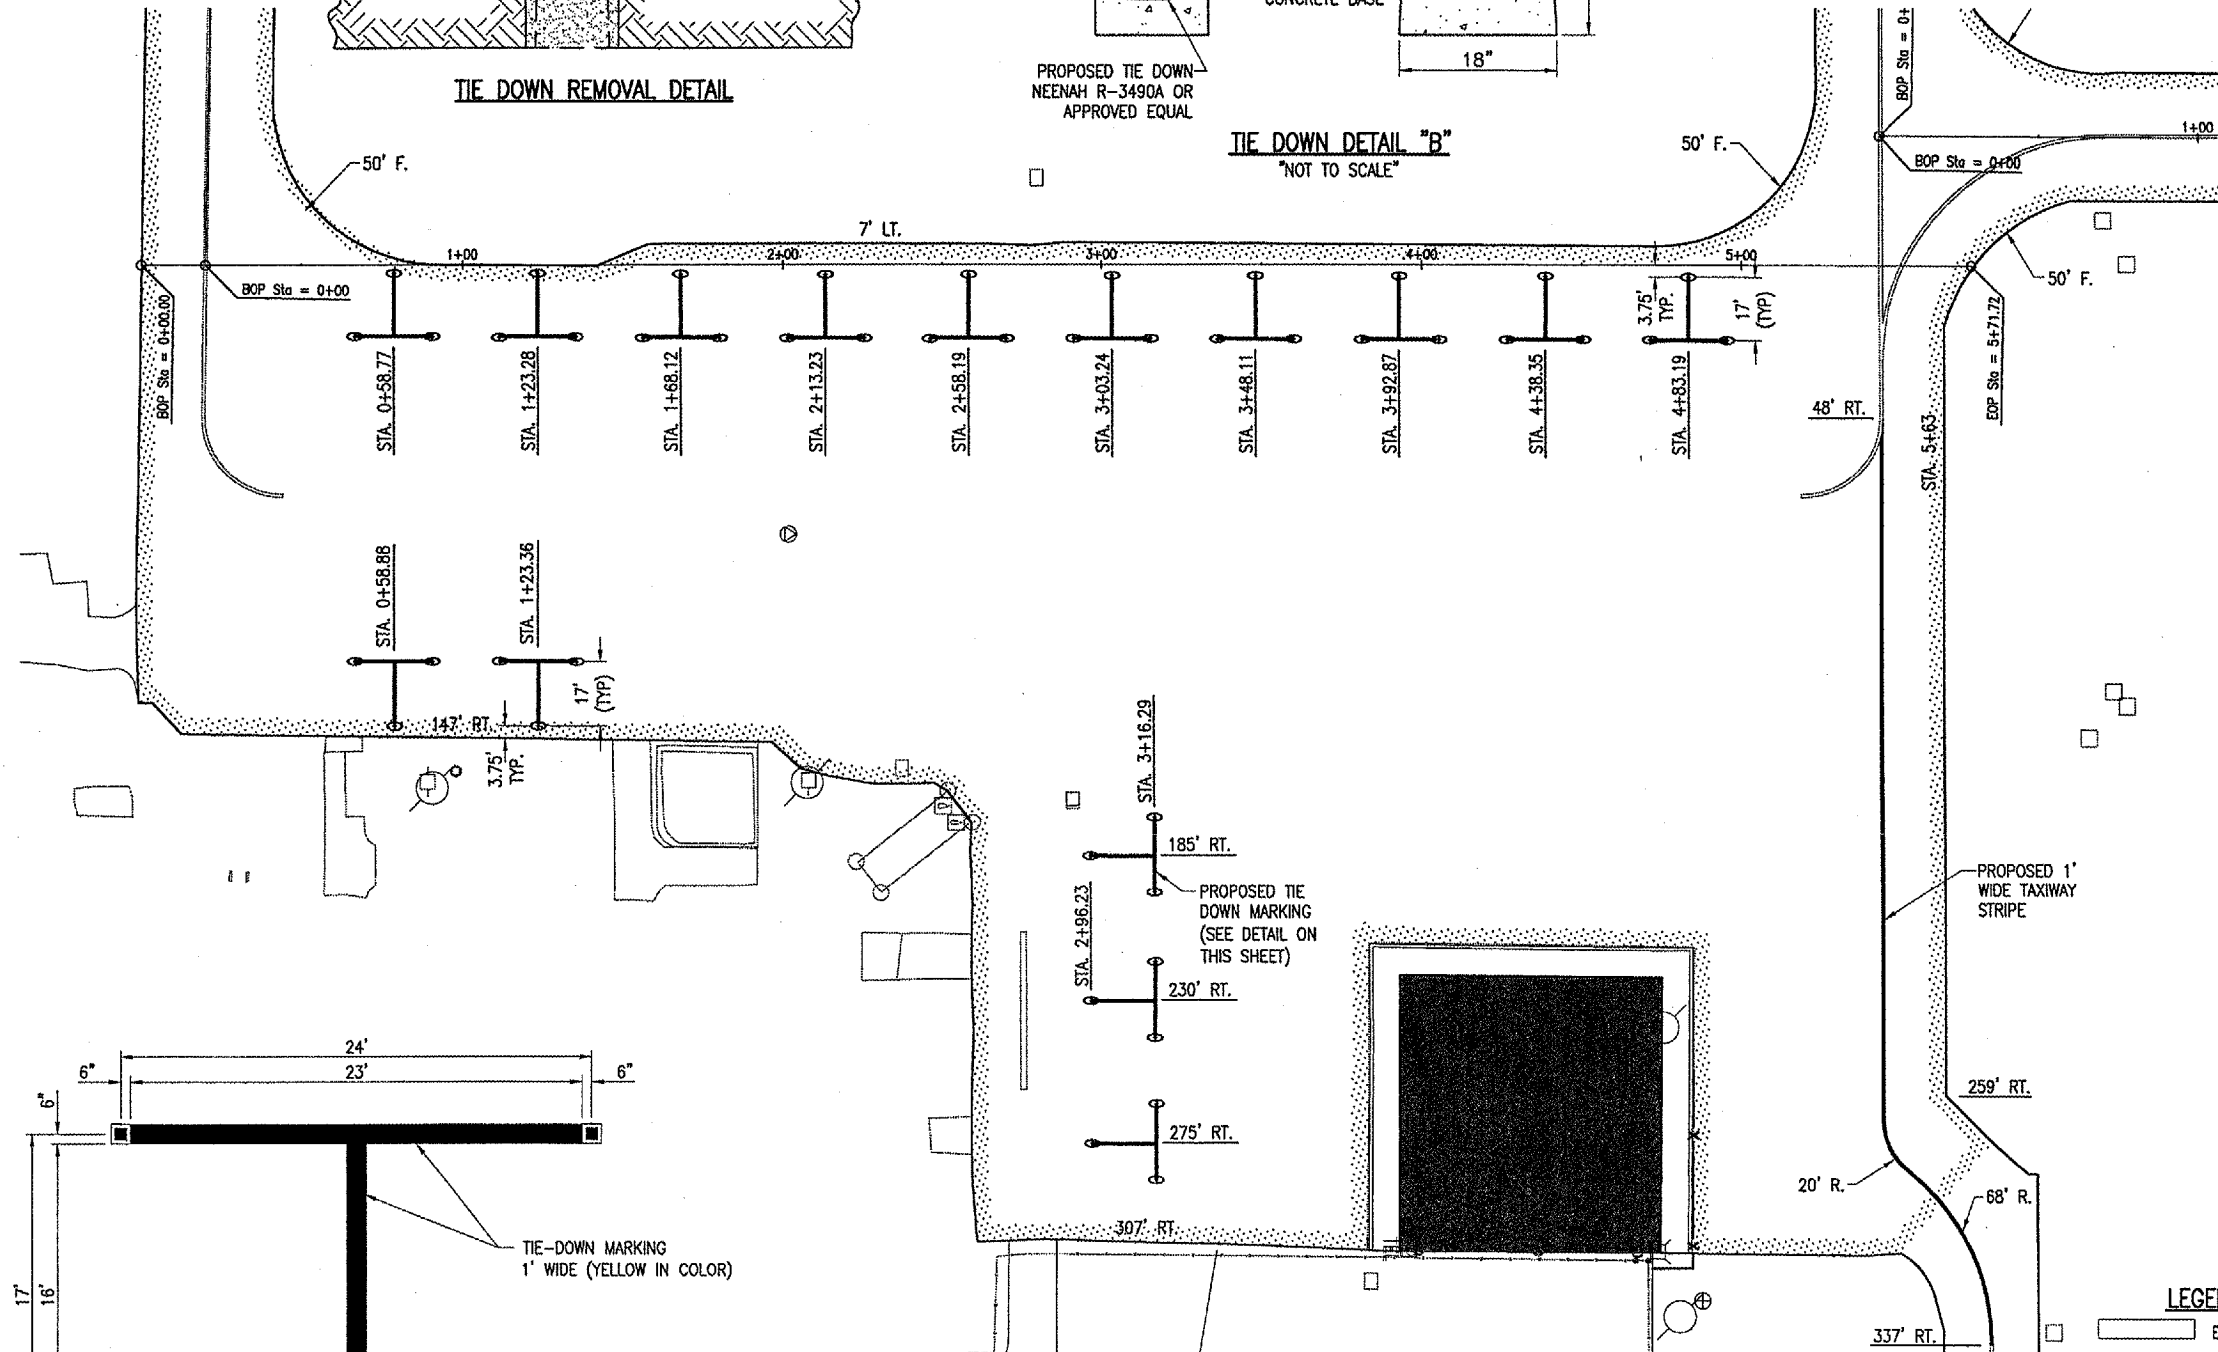 CONCRETE BASE
18"
BOP Sta = 0+
TIE DOWN REMOVAL DETAIL
PROPOSED TIE DOWN
NEENAH R-3490A OR
APPROVED EQUAL
TIE DOWN DETAIL "B"
"NOT TO SCALE"
50' F.
50' F.
1+00
BOP Sta = 0+00
7' LT.
1+00
2+00
3+00
4+00
5+00
BOP Sta = 0+00
BOP Sta = 0+00.00
50' F.
3.75'
TYP.
17'
(TYP)
EOP Sta = 5+71.72
STA. 0+58.77
STA. 1+23.28
STA. 1+68.12
STA. 2+13.23
STA. 2+58.19
STA. 3+03.24
STA. 3+48.11
STA. 3+92.87
STA. 4+38.35
STA. 4+83.19
48' RT.
STA. 5+63
STA. 0+58.88
STA. 1+23.36
17'
(TYP)
147' RT.
3.75'
TYP.
STA. 3+16.29
185' RT.
STA. 2+96.23
PROPOSED TIE
DOWN MARKING
(SEE DETAIL ON
THIS SHEET)
PROPOSED 1'
WIDE TAXIWAY
STRIPE
230' RT.
24'
6"
23'
6"
6"
259' RT.
275' RT.
20' R.
68' R.
307' RT.
TIE-DOWN MARKING
1' WIDE (YELLOW IN COLOR)
17'
16'
LEGE
337' RT.